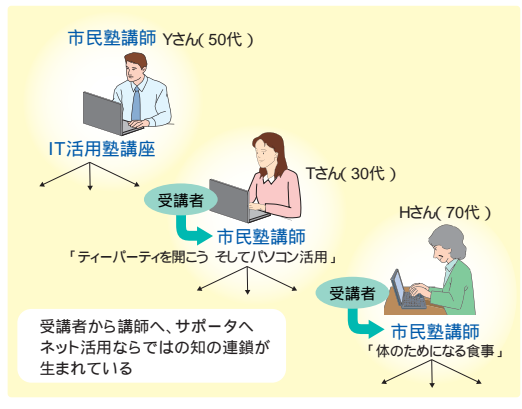 市民塾講師 Yさん(50代)
IT活用塾講座
Tさん(30代)
受講者
市民塾講師
「ティーパーティを開こう そしてパソコン活用」
Hさん(70代)
受講者
市民塾講師
「体のためになる食事」
受講者から講師へ、サポータへ
ネット活用ならではの知の連鎖が
生まれている